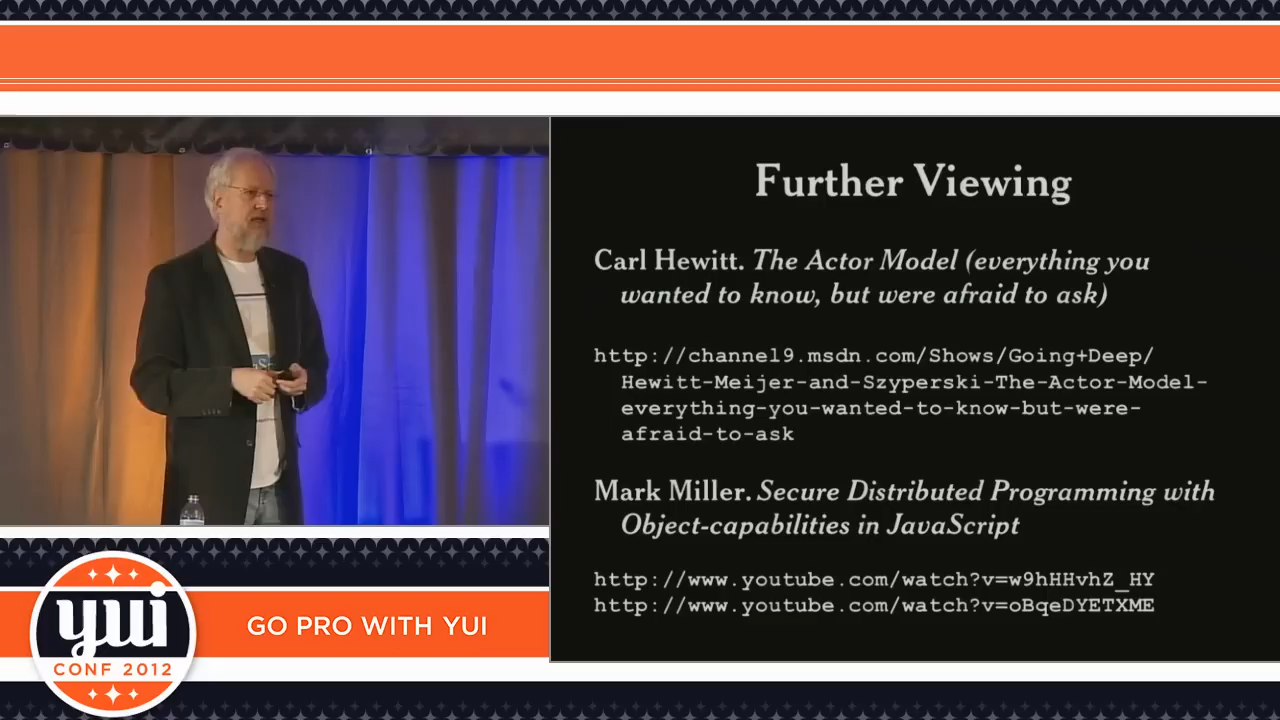 Further Viewing
Carl Hewitt. The Actor Model (everything you
wanted to know, but were afraid to ask)
http://channel9.msdn.com/Shows/Going+Deep/
Hewitt-Meijer-and-Szyperski-The-Actor-Model-
everything-you-wanted-to-know-but-were-
afraid-to-ask
Mark Miller. Secure Distributed Programming with
Object-capabilities in JavaScript
http://www.youtube.com/watch?v=w9hHHvhZ_HY
http://www.youtube.com/watch?v=oBqeDYETXME
yui
CONF 2012
GO PRO WITH YUI